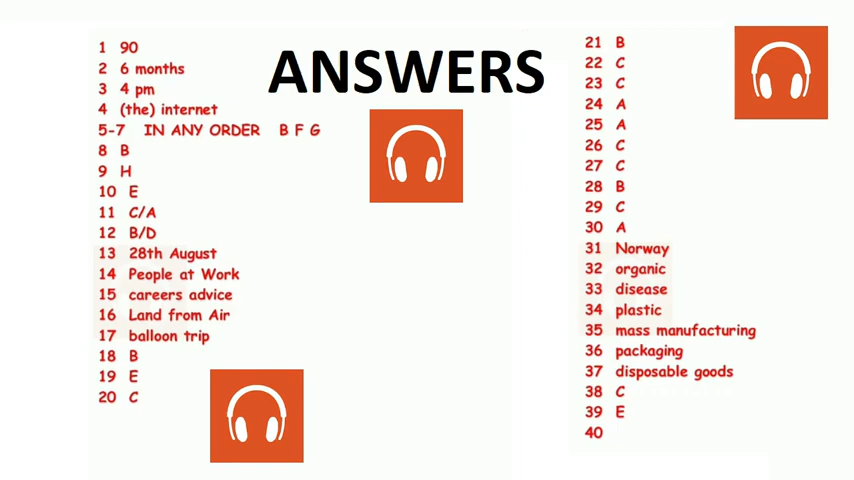 ANSWERS
1 90
2 6 months
3 4 pm
4 (the) internet
5-7 IN ANY ORDER B F G
8 B
9 H
10 E
11 C/A
12 B/D
13 28th August
14 People at Work
15 careers advice
16 Land from Air
17 balloon trip
18 B
19 E
20 C
21 B
22 C
23 C
24 A
25 A
26 C
27 C
28 B
29 C
30 A
31 Norway
32 organic
33 disease
34 plastic
35 mass manufacturing
36 packaging
37 disposable goods
38 C
39 E
40